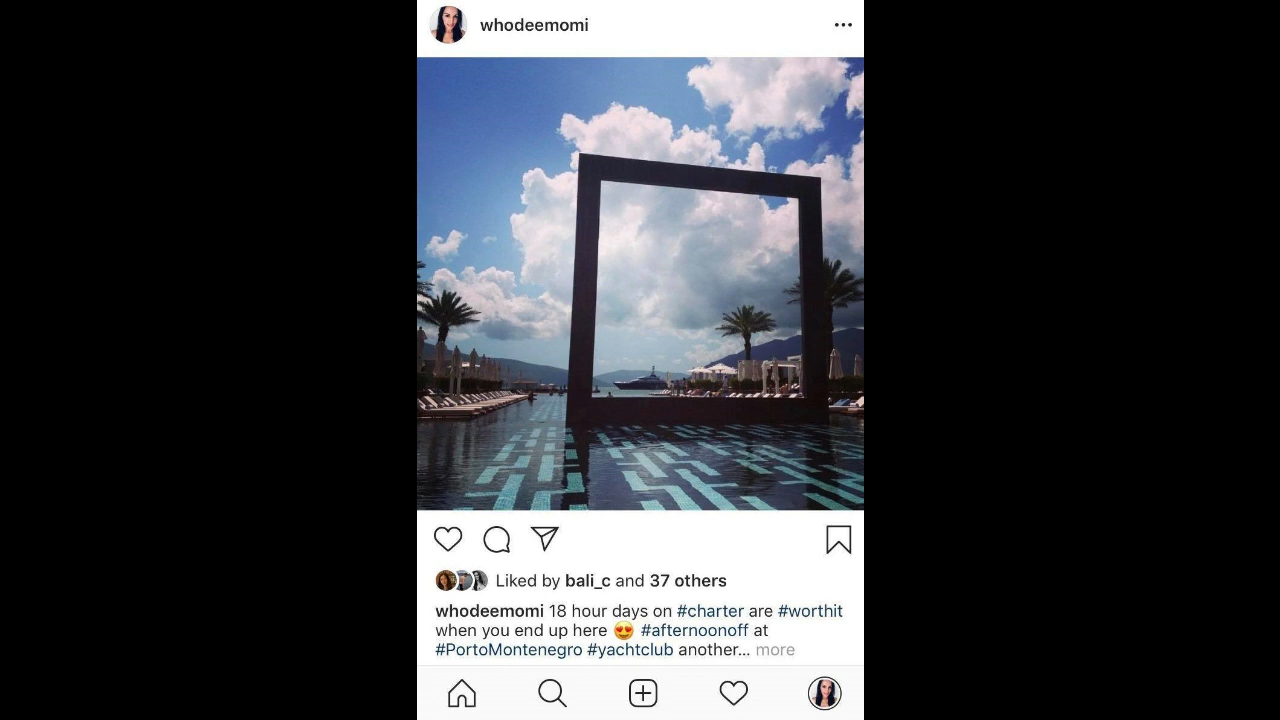 whodeemomi
Liked by bali_c and 37 others
whodeemomi 18 hour days on #charter are #worthit
when you end up here 😍 #afternoonoff at
#PortoMontenegro #yachtclub another... more